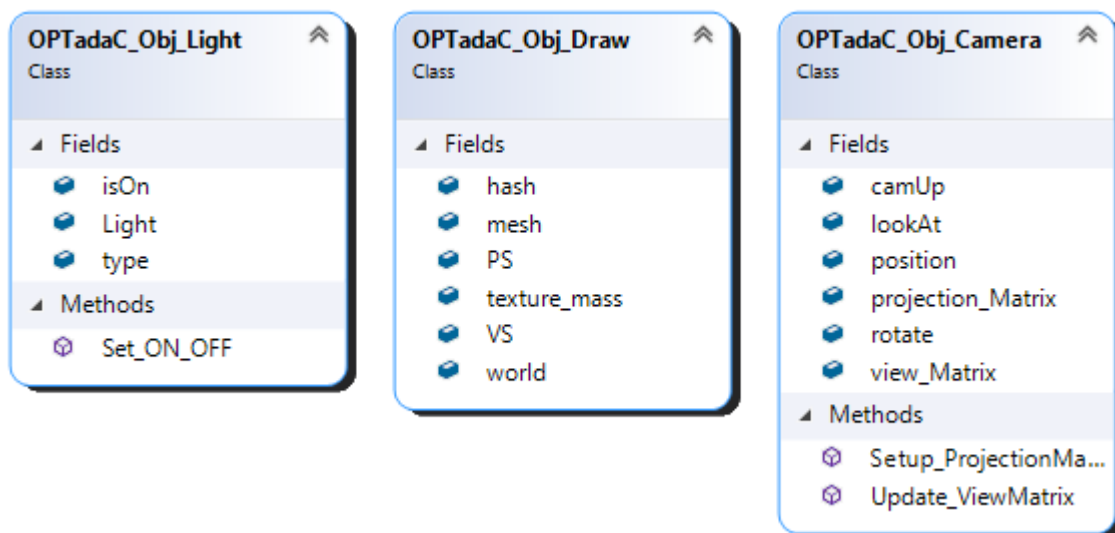 OPTadaC_Obj_Light
Class
Fields
isOn
Light
type
Methods
Set_ON_OFF
OPTadaC_Obj_Draw
Class
Fields
hash
mesh
PS
texture_mass
VS
world
OPTadaC_Obj_Camera
Class
Fields
camUp
lookAt
position
projection_Matrix
rotate
view_Matrix
Methods
Setup_ProjectionMa...
Update_ViewMatrix